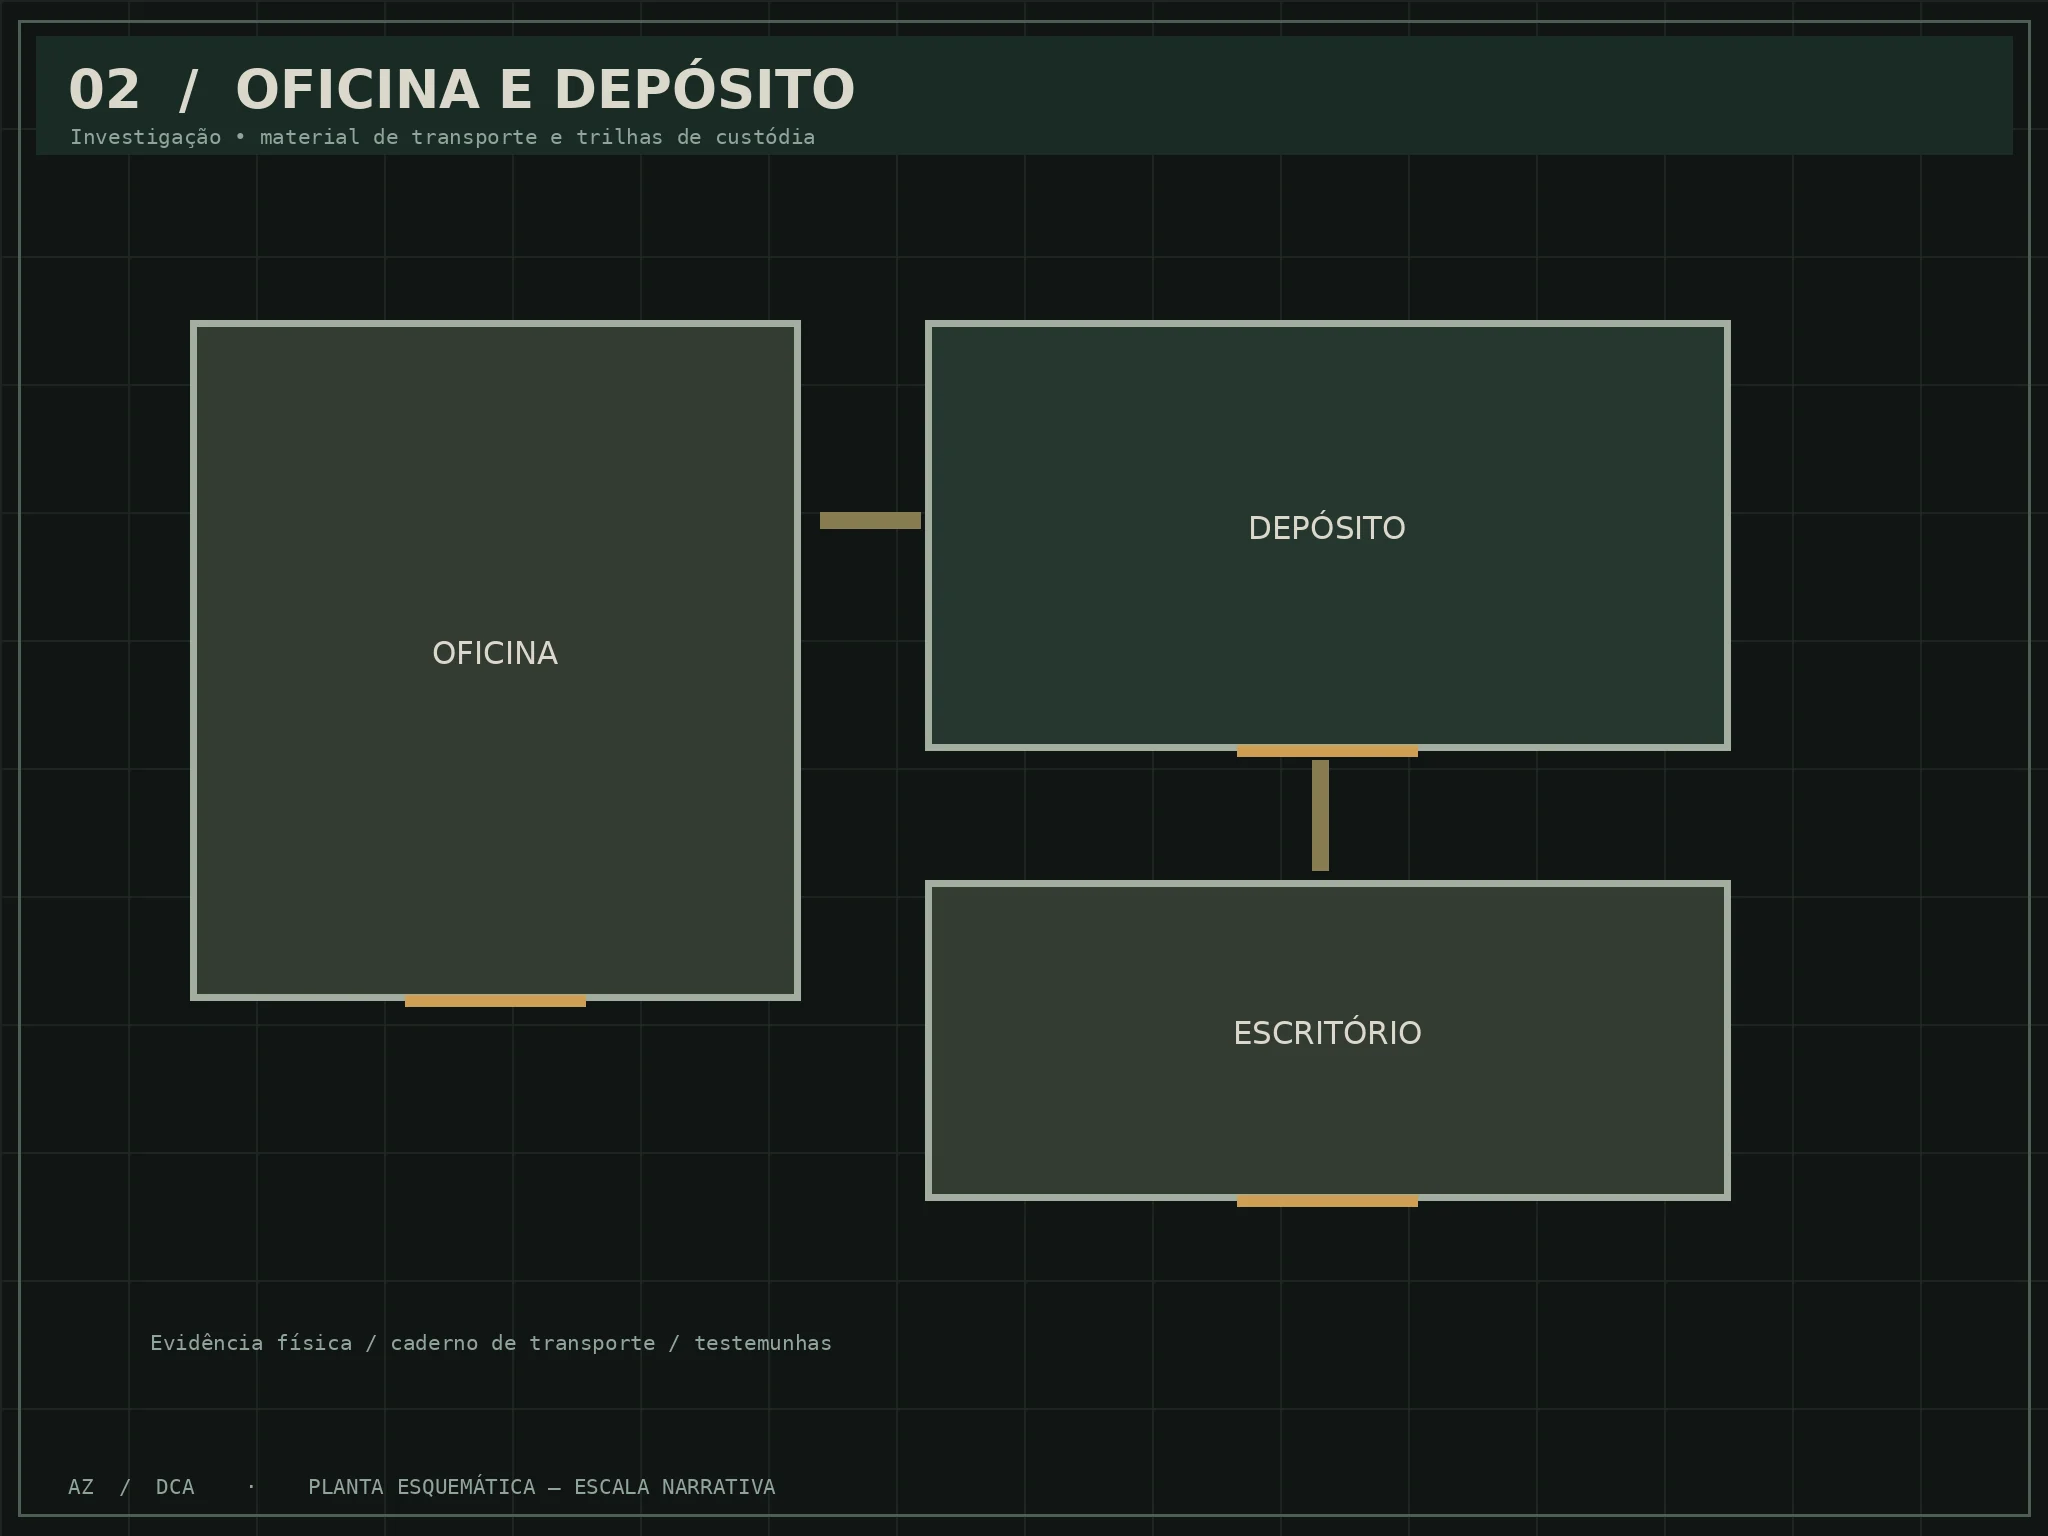 02 / OFICINA E DEPÓSITO
Investigação • material de transporte e trilhas de custódia
OFICINA
DEPÓSITO
ESCRITÓRIO
Evidência física / caderno de transporte / testemunhas
AZ / DCA · PLANTA ESQUEMÁTICA — ESCALA NARRATIVA